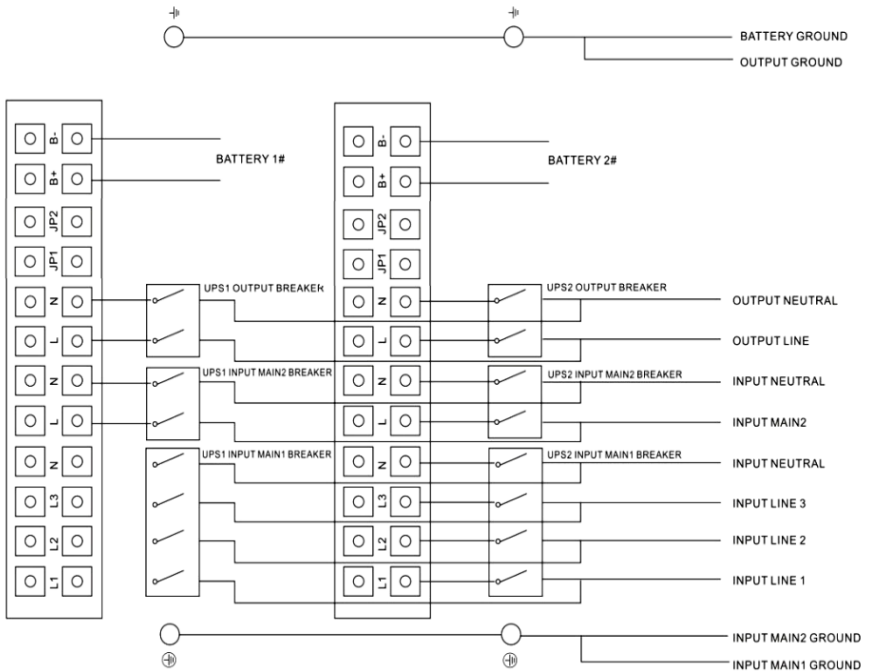 BATTERY GROUND
OUTPUT GROUND
B-
B+
JP2
JP1
N
L
N
L
N
L3
L2
L1
BATTERY 1#
UPS1 OUTPUT BREAKER
UPS1 INPUT MAIN2 BREAKER
UPS1 INPUT MAIN1 BREAKER
B-
B+
JP2
JP1
N
L
N
L
N
L3
L2
L1
BATTERY 2#
UPS2 OUTPUT BREAKER
UPS2 INPUT MAIN2 BREAKER
UPS2 INPUT MAIN1 BREAKER
OUTPUT NEUTRAL
OUTPUT LINE
INPUT NEUTRAL
INPUT MAIN2
INPUT NEUTRAL
INPUT LINE 3
INPUT LINE 2
INPUT LINE 1
INPUT MAIN2 GROUND
INPUT MAIN1 GROUND